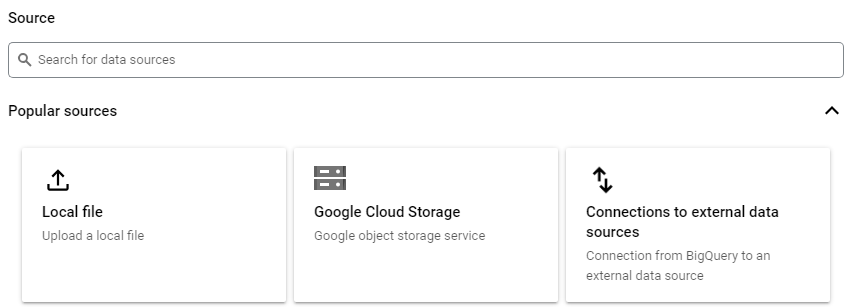 Source
Search for data sources
Popular sources
Local file
Upload a local file
Google Cloud Storage
Google object storage service
Connections to external data
sources
Connection from BigQuery to an
external data source